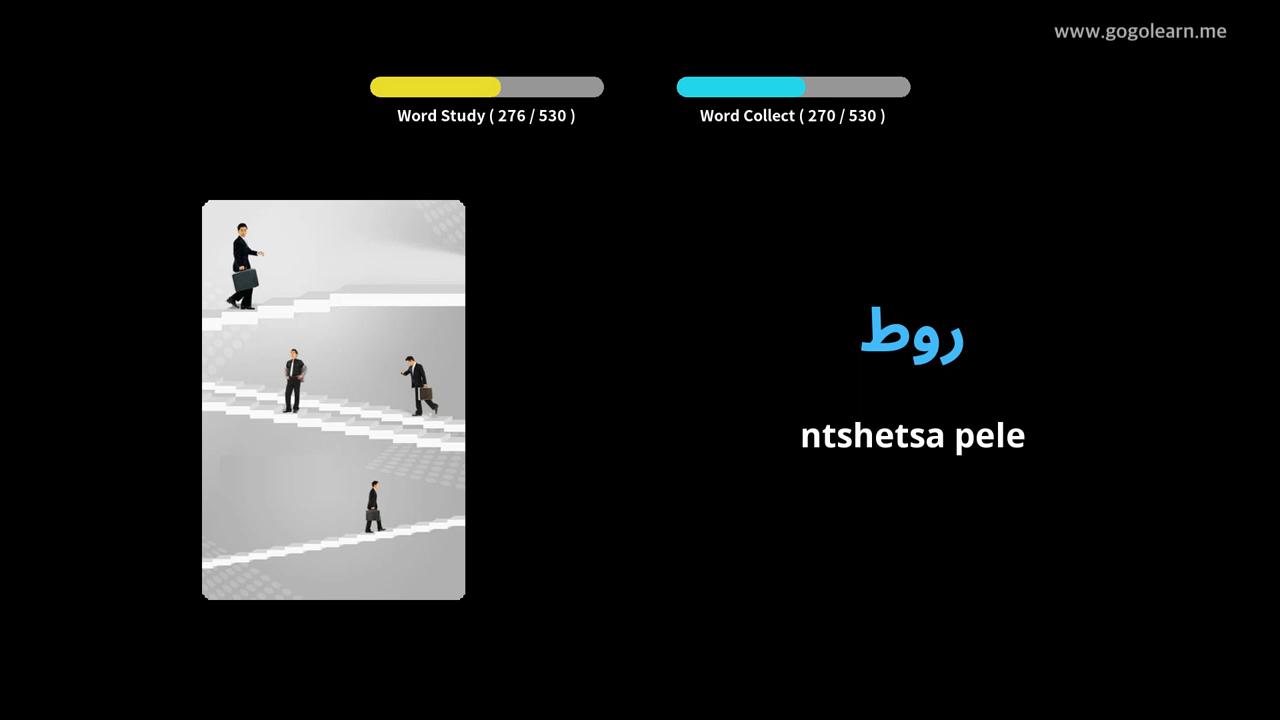 www.gogolearn.me
Word Study ( 276 / 530 )
Word Collect ( 270 / 530 )
روط
ntshetsa pele